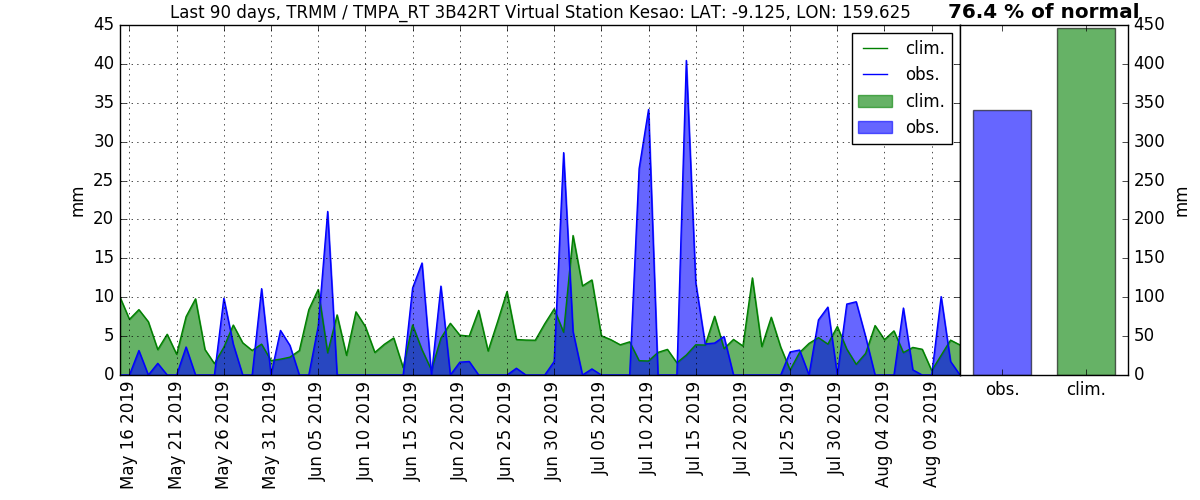 Last 90 days, TRMM / TMPA_RT 3B42RT Virtual Station Kesao: LAT: -9.125, LON: 159.625
76.4 % of normal
mm
45
40
35
30
25
20
15
10
5
0
clim.
obs.
clim.
obs.
May 16 2019
May 21 2019
May 26 2019
May 31 2019
Jun 05 2019
Jun 10 2019
Jun 15 2019
Jun 20 2019
Jun 25 2019
Jun 30 2019
Jul 05 2019
Jul 10 2019
Jul 15 2019
Jul 20 2019
Jul 25 2019
Jul 30 2019
Aug 04 2019
Aug 09 2019
450
400
350
300
250
200
150
100
50
0
mm
obs.
clim.